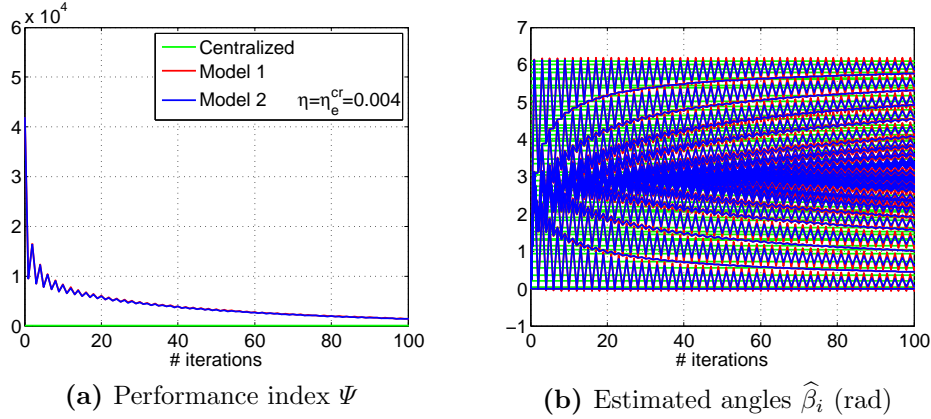 x 10⁴
6
5
4
3
2
1
0
0 20 40 60 80 100
# iterations
Centralized
Model 1
Model 2 η=η_e^cr=0.004
(a) Performance index Ψ
7
6
5
4
3
2
1
0
−1
0 20 40 60 80 100
# iterations
(b) Estimated angles β̂_i (rad)